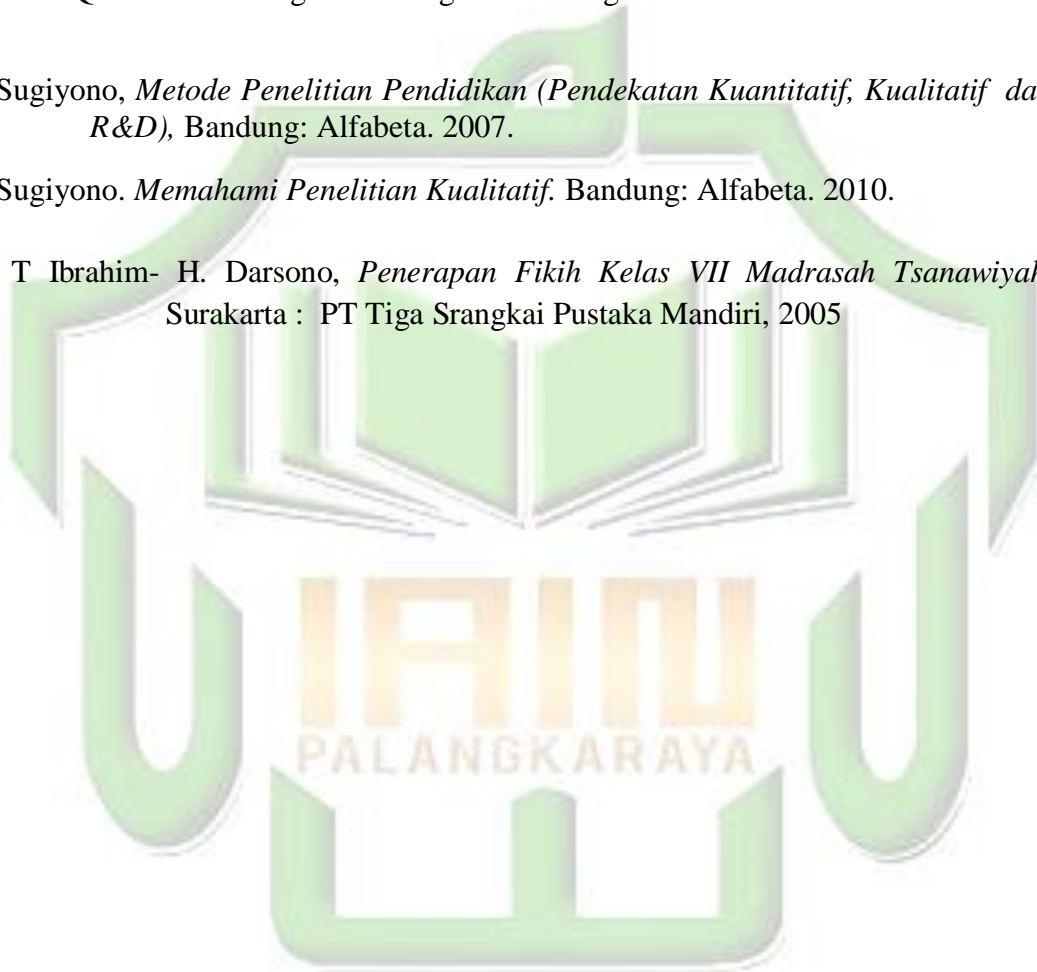 Sugiyono, Metode Penelitian Pendidikan (Pendekatan Kuantitatif, Kualitatif da
R&D), Bandung: Alfabeta. 2007.
Sugiyono. Memahami Penelitian Kualitatif. Bandung: Alfabeta. 2010.
T Ibrahim- H. Darsono, Penerapan Fikih Kelas VII Madrasah Tsanawiyah
Surakarta : PT Tiga Srangkai Pustaka Mandiri, 2005
IAIN
PALANGKARAYA